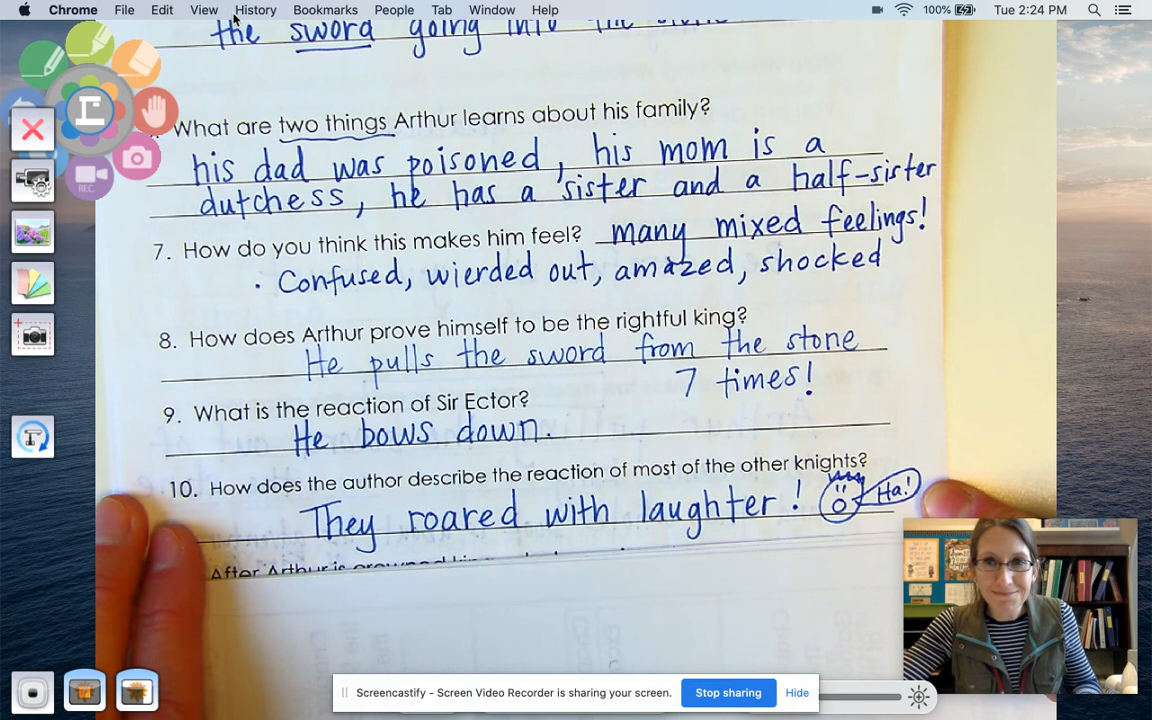 Chrome File Edit View History Bookmarks People Tab Window Help 100% Tue 2:24 PM
the sword going into the
What are two things Arthur learns about his family?
his dad was poisoned, his mom is a
dutchess, he has a sister and a half-sister
7. How do you think this makes him feel? many mixed feelings!
. Confused, wierded out, amazed, shocked
8. How does Arthur prove himself to be the rightful king?
He pulls the sword from the stone
7 times!
9. What is the reaction of Sir Ector?
He bows down.
10. How does the author describe the reaction of most of the other knights?
They roared with laughter! Ha!
After Arthur is crowned
REC
Screencastify - Screen Video Recorder is sharing your screen. Stop sharing Hide